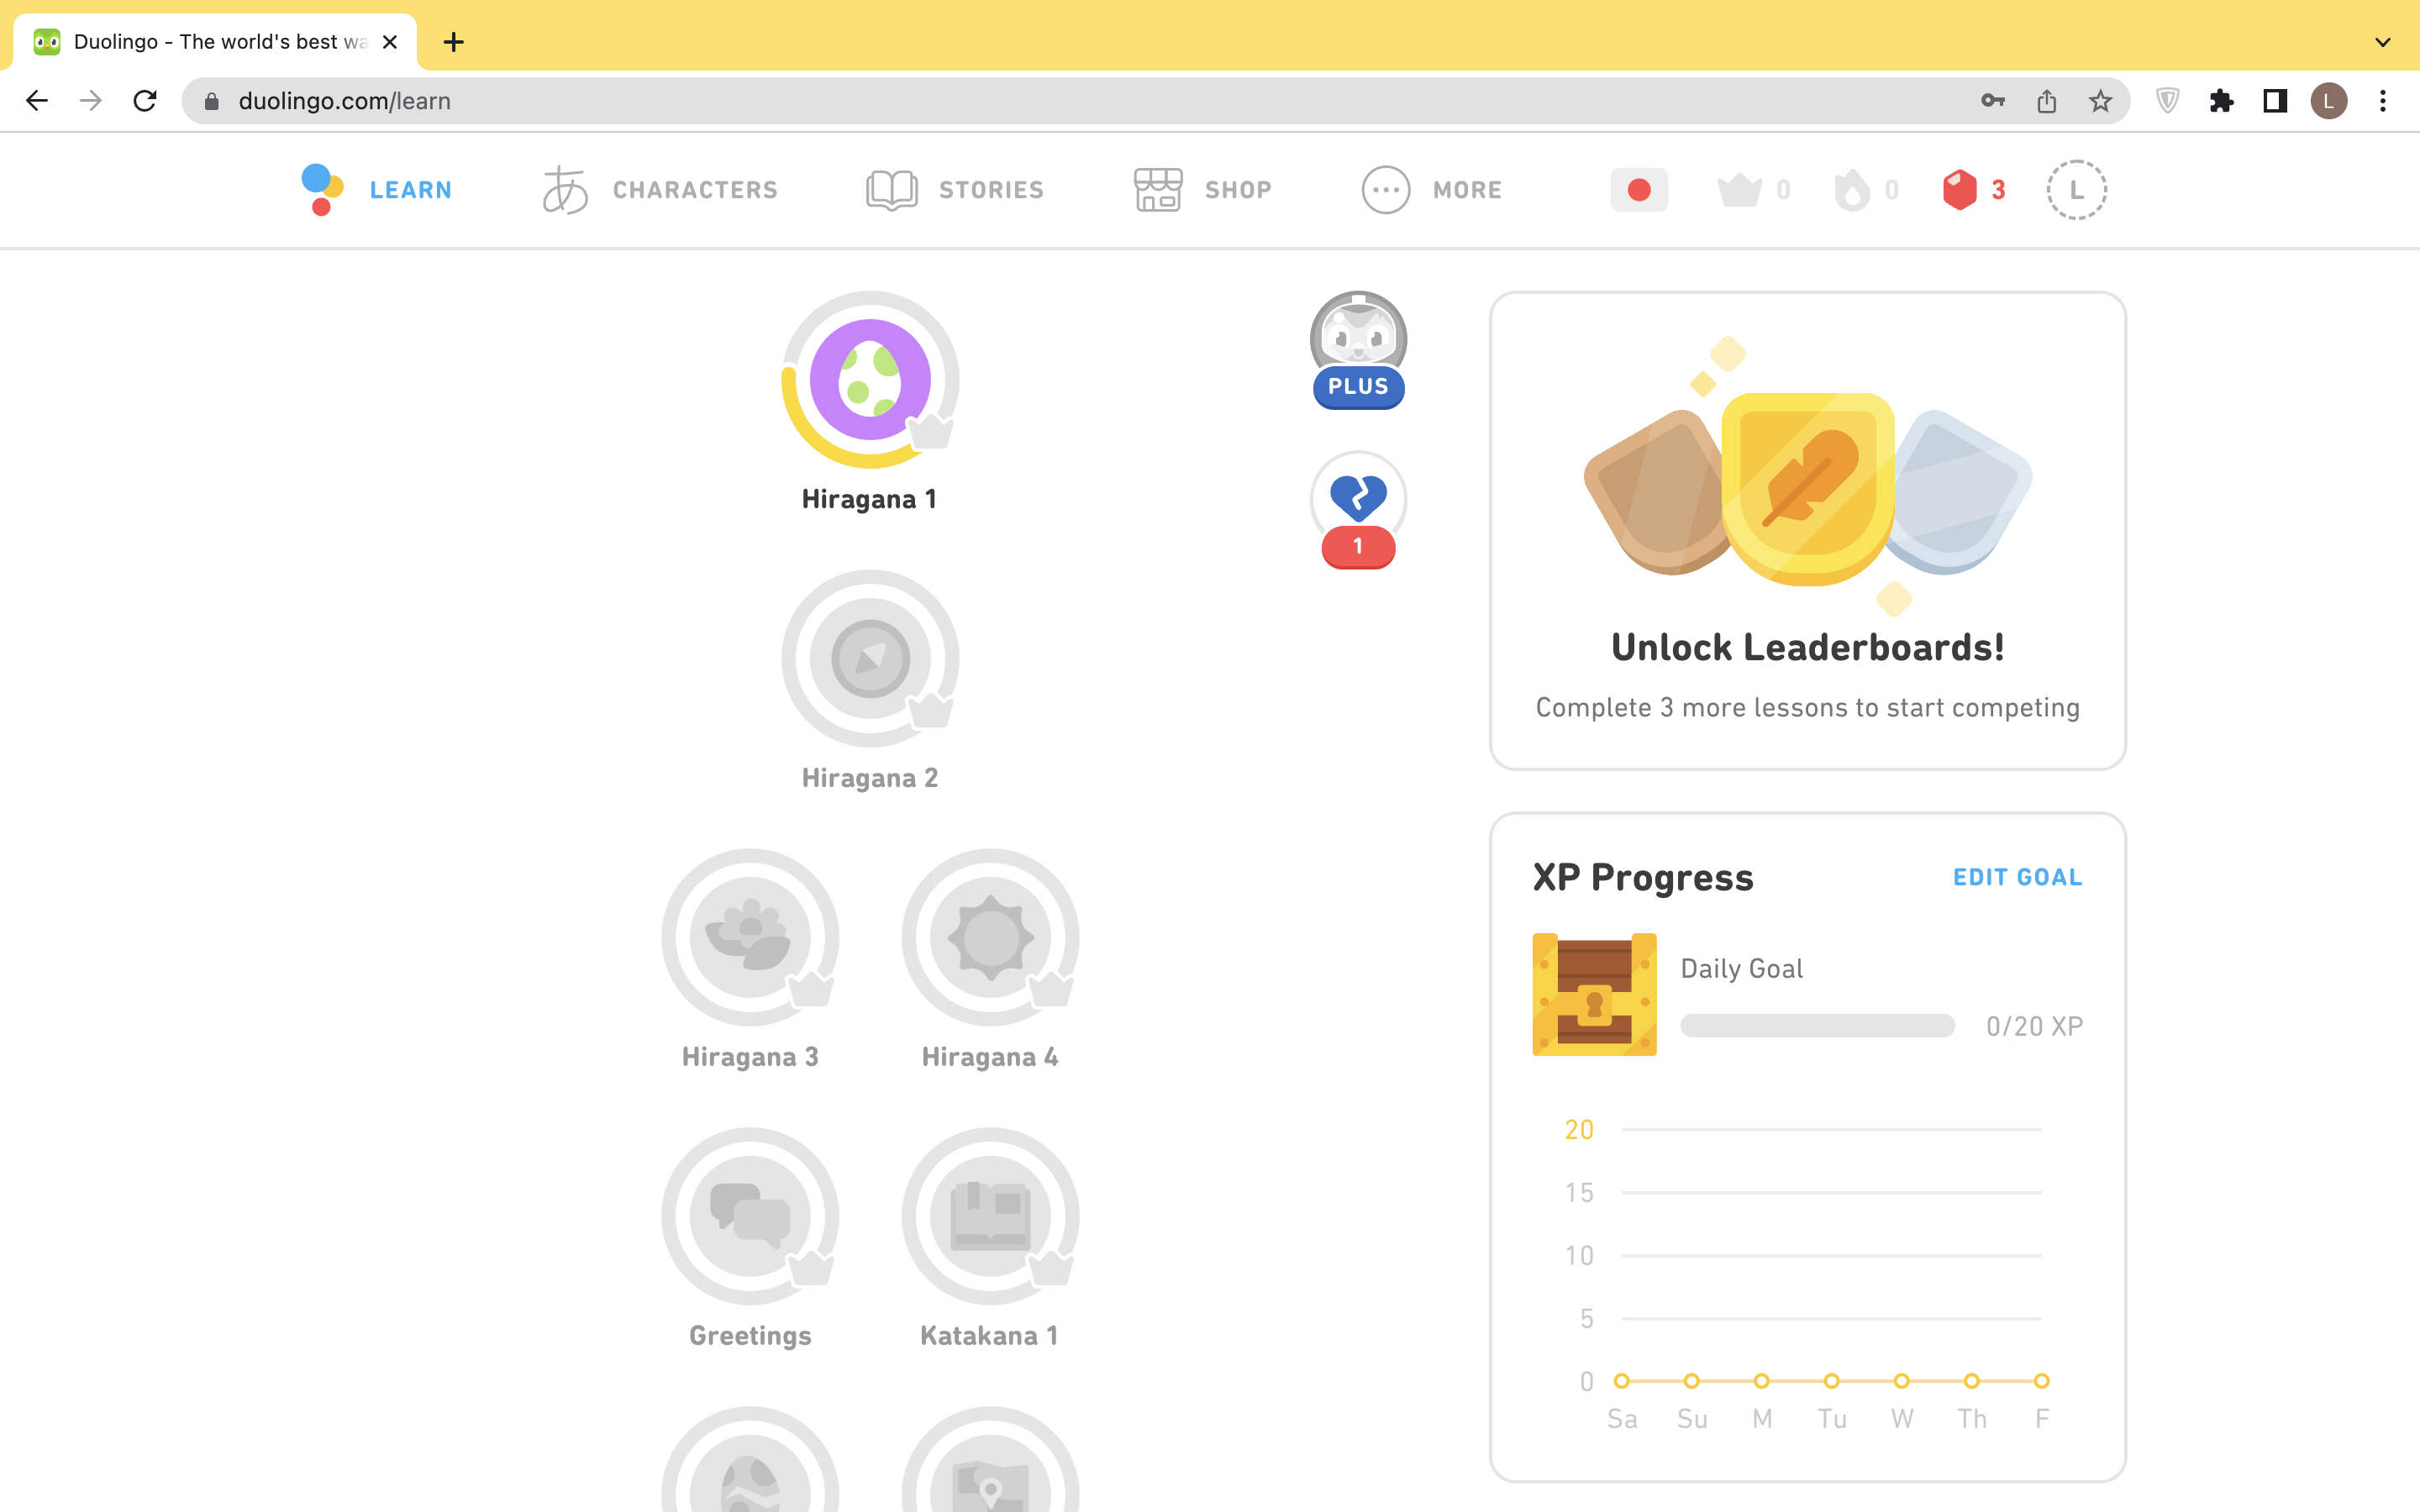 Duolingo - The world's best wa
duolingo.com/learn
L
LEARN
あ CHARACTERS
STORIES
SHOP
MORE
0
0
3
L
Hiragana 1
Hiragana 2
Hiragana 3
Hiragana 4
Greetings
Katakana 1
PLUS
1
Unlock Leaderboards!
Complete 3 more lessons to start competing
XP Progress
EDIT GOAL
Daily Goal
0/20 XP
20
15
10
5
0
Sa Su M Tu W Th F